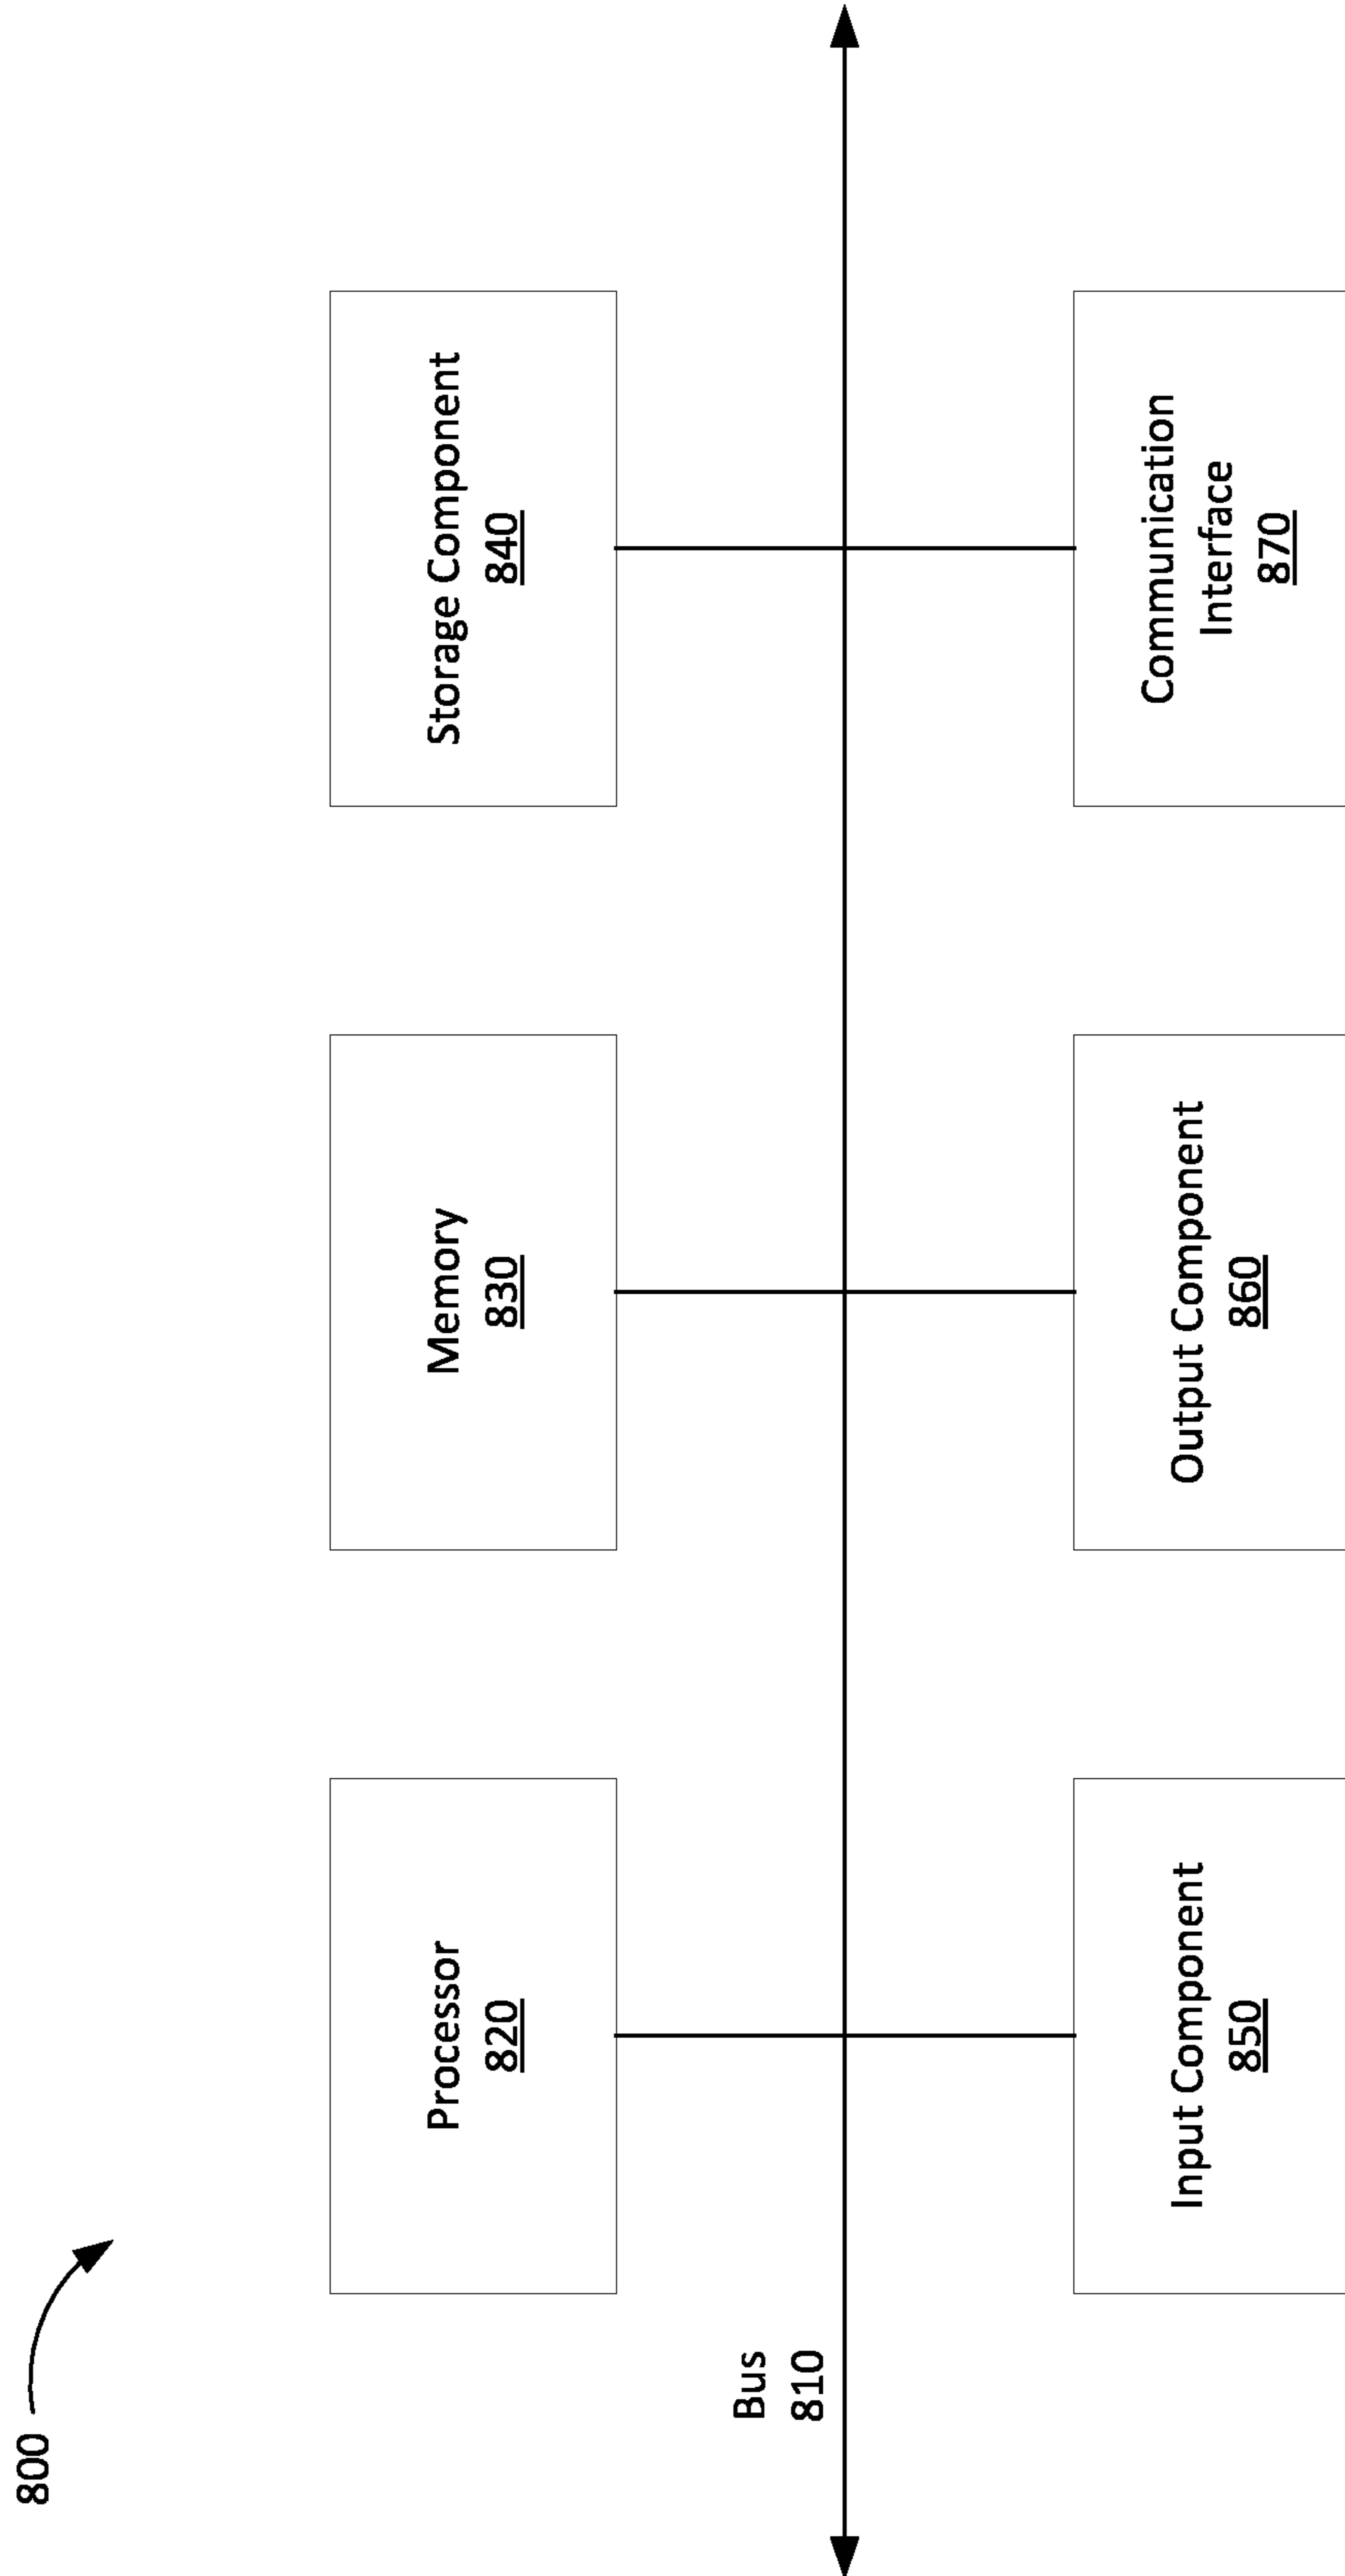 800
Processor
820
Memory
830
Storage Component
840
Bus
810
Input Component
850
Output Component
860
Communication
Interface
870